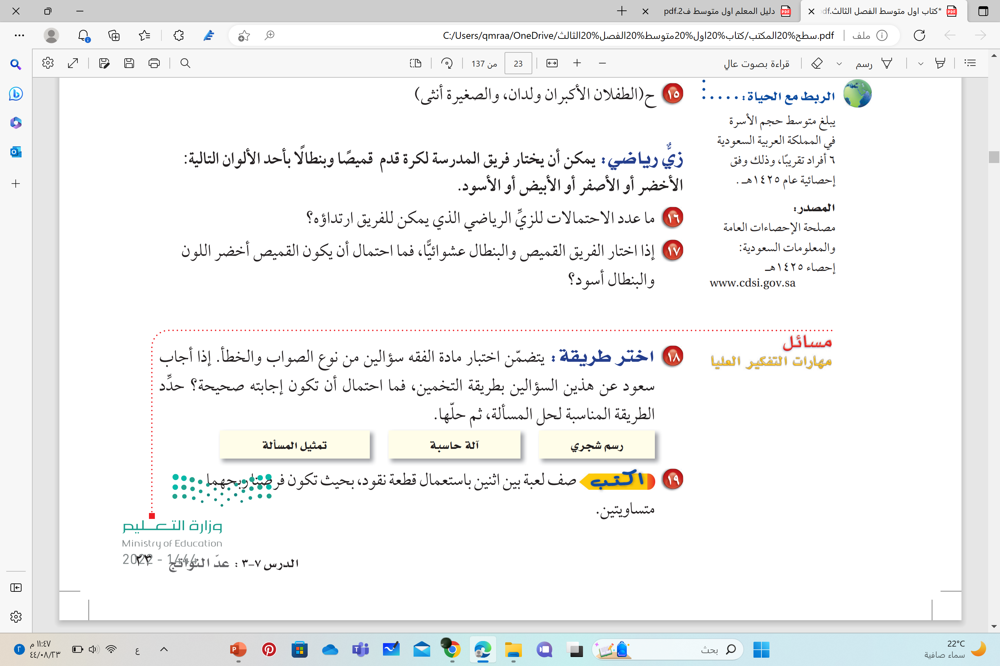 *كتاب اول متوسط الفصل الثالث.pdf
دليل المعلم اول متوسط ف2.pdf
ملف
C:/Users/qmraa/OneDrive/سطح%20المكتب/كتاب%20اول%20متوسط%20الفصل%20الثالث.pdf
رسم
قراءة بصوت عالٍ
23
من 137
الربط مع الحياة:
يبلغ متوسط حجم الأسرة
في المملكة العربية السعودية
٦ أفراد تقريبًا، وذلك وفق
إحصائية عام ١٤٢٥هـ .
المصدر:
مصلحة الإحصاءات العامة
والمعلومات السعودية:
إحصاء ١٤٢٥هـ
www.cdsi.gov.sa
١٥ ح(الطفلان الأكبران ولدان، والصغيرة أنثى)
زيٌّ رياضي: يمكن أن يختار فريق المدرسة لكرة قدم قميصًا وبنطالًا بأحد الألوان التالية:
الأخضر أو الأصفر أو الأبيض أو الأسود.
١٦ ما عدد الاحتمالات للزيِّ الرياضي الذي يمكن للفريق ارتداؤه؟
١٧ إذا اختار الفريق القميص والبنطال عشوائيًّا، فما احتمال أن يكون القميص أخضر اللون
والبنطال أسود؟
مسائل
مهارات التفكير العليا
١٨ اختر طريقة: يتضمّن اختبار مادة الفقه سؤالين من نوع الصواب والخطأ. إذا أجاب
سعود عن هذين السؤالين بطريقة التخمين، فما احتمال أن تكون إجابته صحيحة؟ حدِّد
الطريقة المناسبة لحل المسألة، ثم حلّها.
رسم شجري
آلة حاسبة
تمثيل المسألة
١٩ اكتب صف لعبة بين اثنين باستعمال قطعة نقود، بحيث تكون فرصتا ربحهما
متساويتين.
وزارة التعليم
Ministry of Education
2022 - 1444
الدرس ٧-٣ : عدّ النواتج ٢٣
22°C
سماء صافية
بحث
ع
١١:٤٧ م
٤٤/٠٨/٢٣
٢